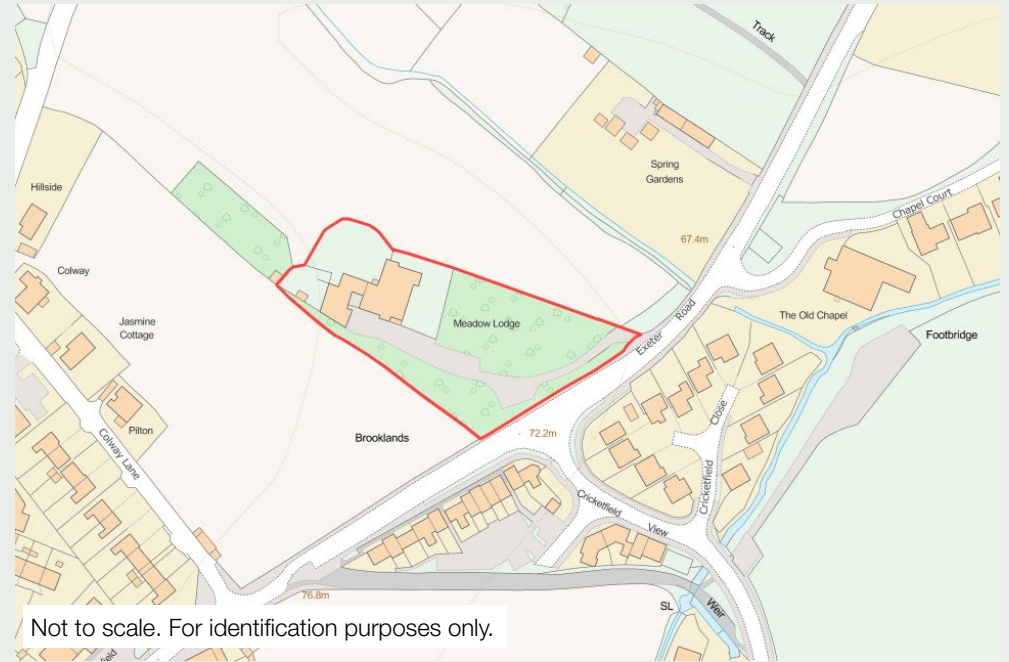 Track
Spring
Gardens
Hillside
67.4m
Chapel Court
Colway
Jasmine
Cottage
Meadow Lodge
Exeter Road
The Old Chapel
Footbridge
Pilton
Colway Lane
Brooklands
72.2m
Cricketfield Close
Cricketfield View
76.8m
SL
Weir
Not to scale. For identification purposes only.